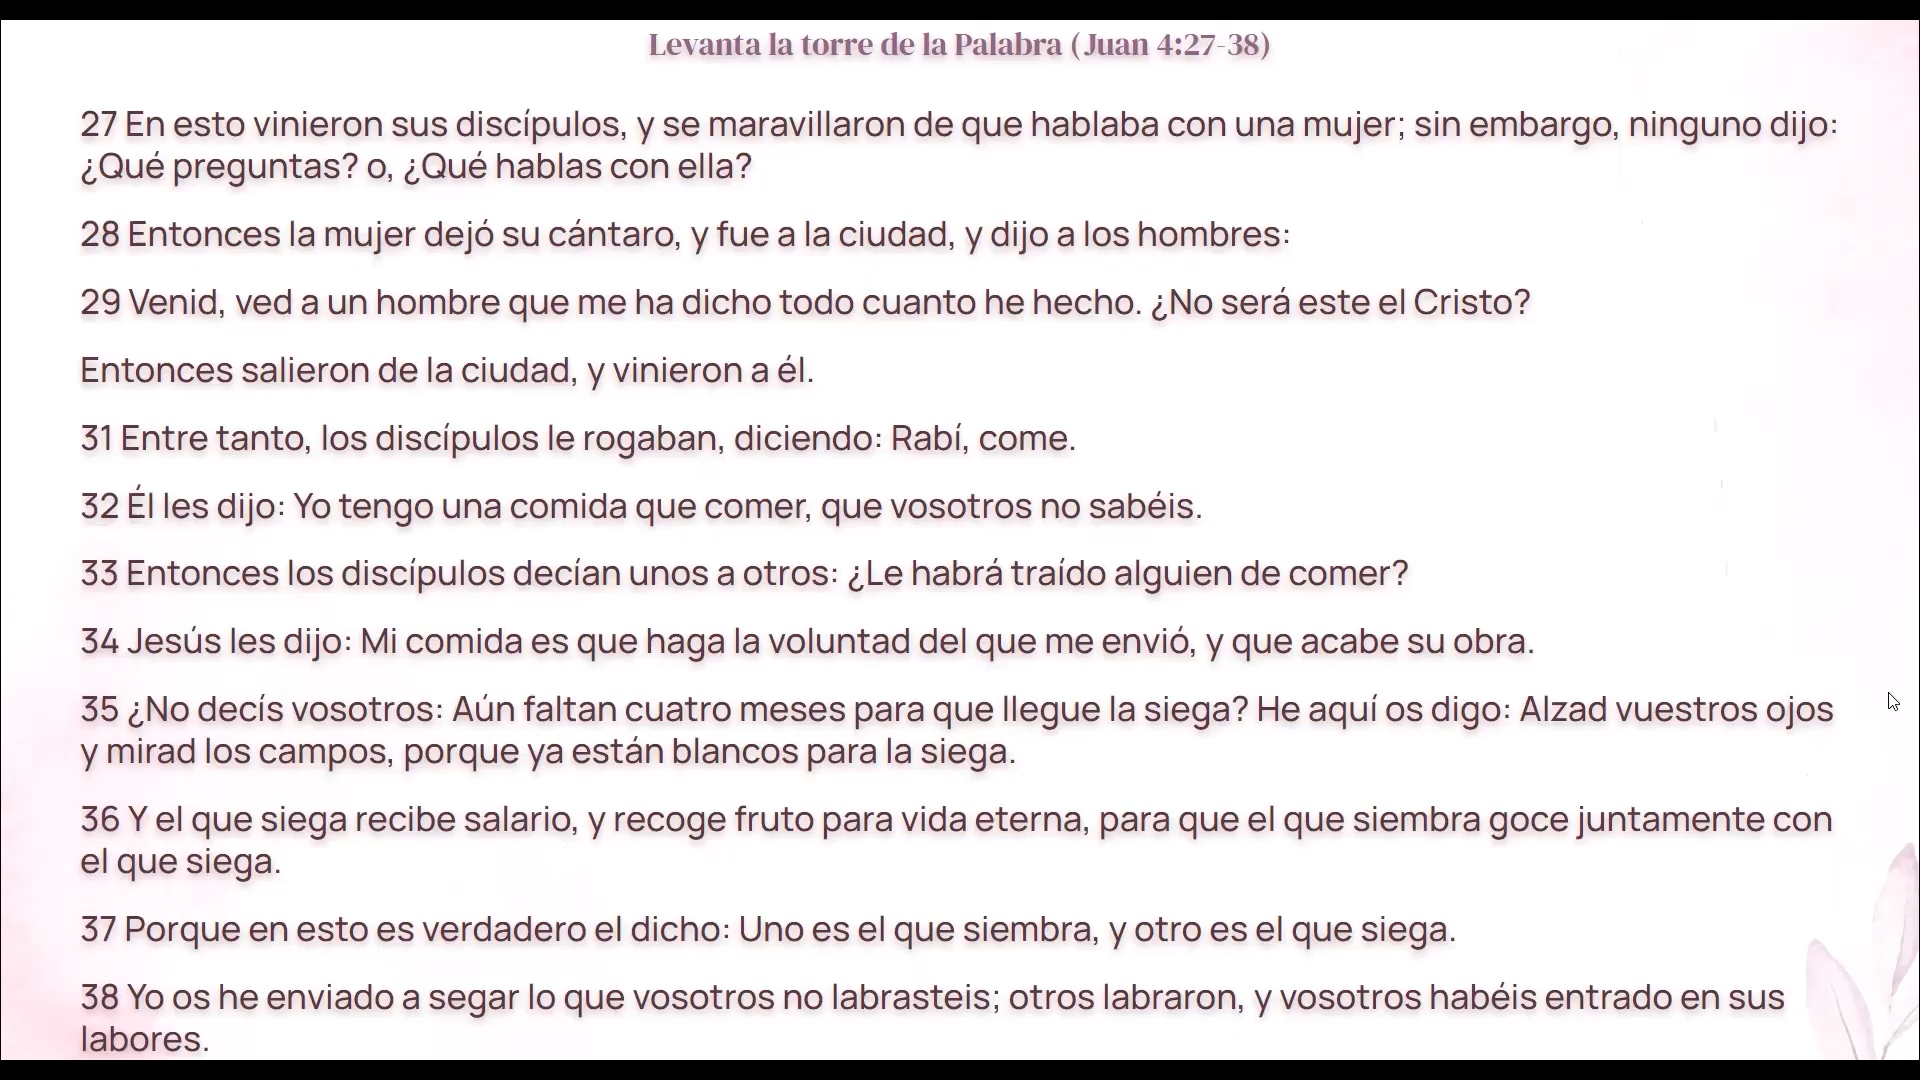 Levanta la torre de la Palabra (Juan 4:27-38)
27 En esto vinieron sus discípulos, y se maravillaron de que hablaba con una mujer; sin embargo, ninguno dijo:
¿Qué preguntas? o, ¿Qué hablas con ella?
28 Entonces la mujer dejó su cántaro, y fue a la ciudad, y dijo a los hombres:
29 Venid, ved a un hombre que me ha dicho todo cuanto he hecho. ¿No será este el Cristo?
Entonces salieron de la ciudad, y vinieron a él.
31 Entre tanto, los discípulos le rogaban, diciendo: Rabí, come.
32 Él les dijo: Yo tengo una comida que comer, que vosotros no sabéis.
33 Entonces los discípulos decían unos a otros: ¿Le habrá traído alguien de comer?
34 Jesús les dijo: Mi comida es que haga la voluntad del que me envió, y que acabe su obra.
35 ¿No decís vosotros: Aún faltan cuatro meses para que llegue la siega? He aquí os digo: Alzad vuestros ojos
y mirad los campos, porque ya están blancos para la siega.
36 Y el que siega recibe salario, y recoge fruto para vida eterna, para que el que siembra goce juntamente con
el que siega.
37 Porque en esto es verdadero el dicho: Uno es el que siembra, y otro es el que siega.
38 Yo os he enviado a segar lo que vosotros no labrasteis; otros labraron, y vosotros habéis entrado en sus
labores.